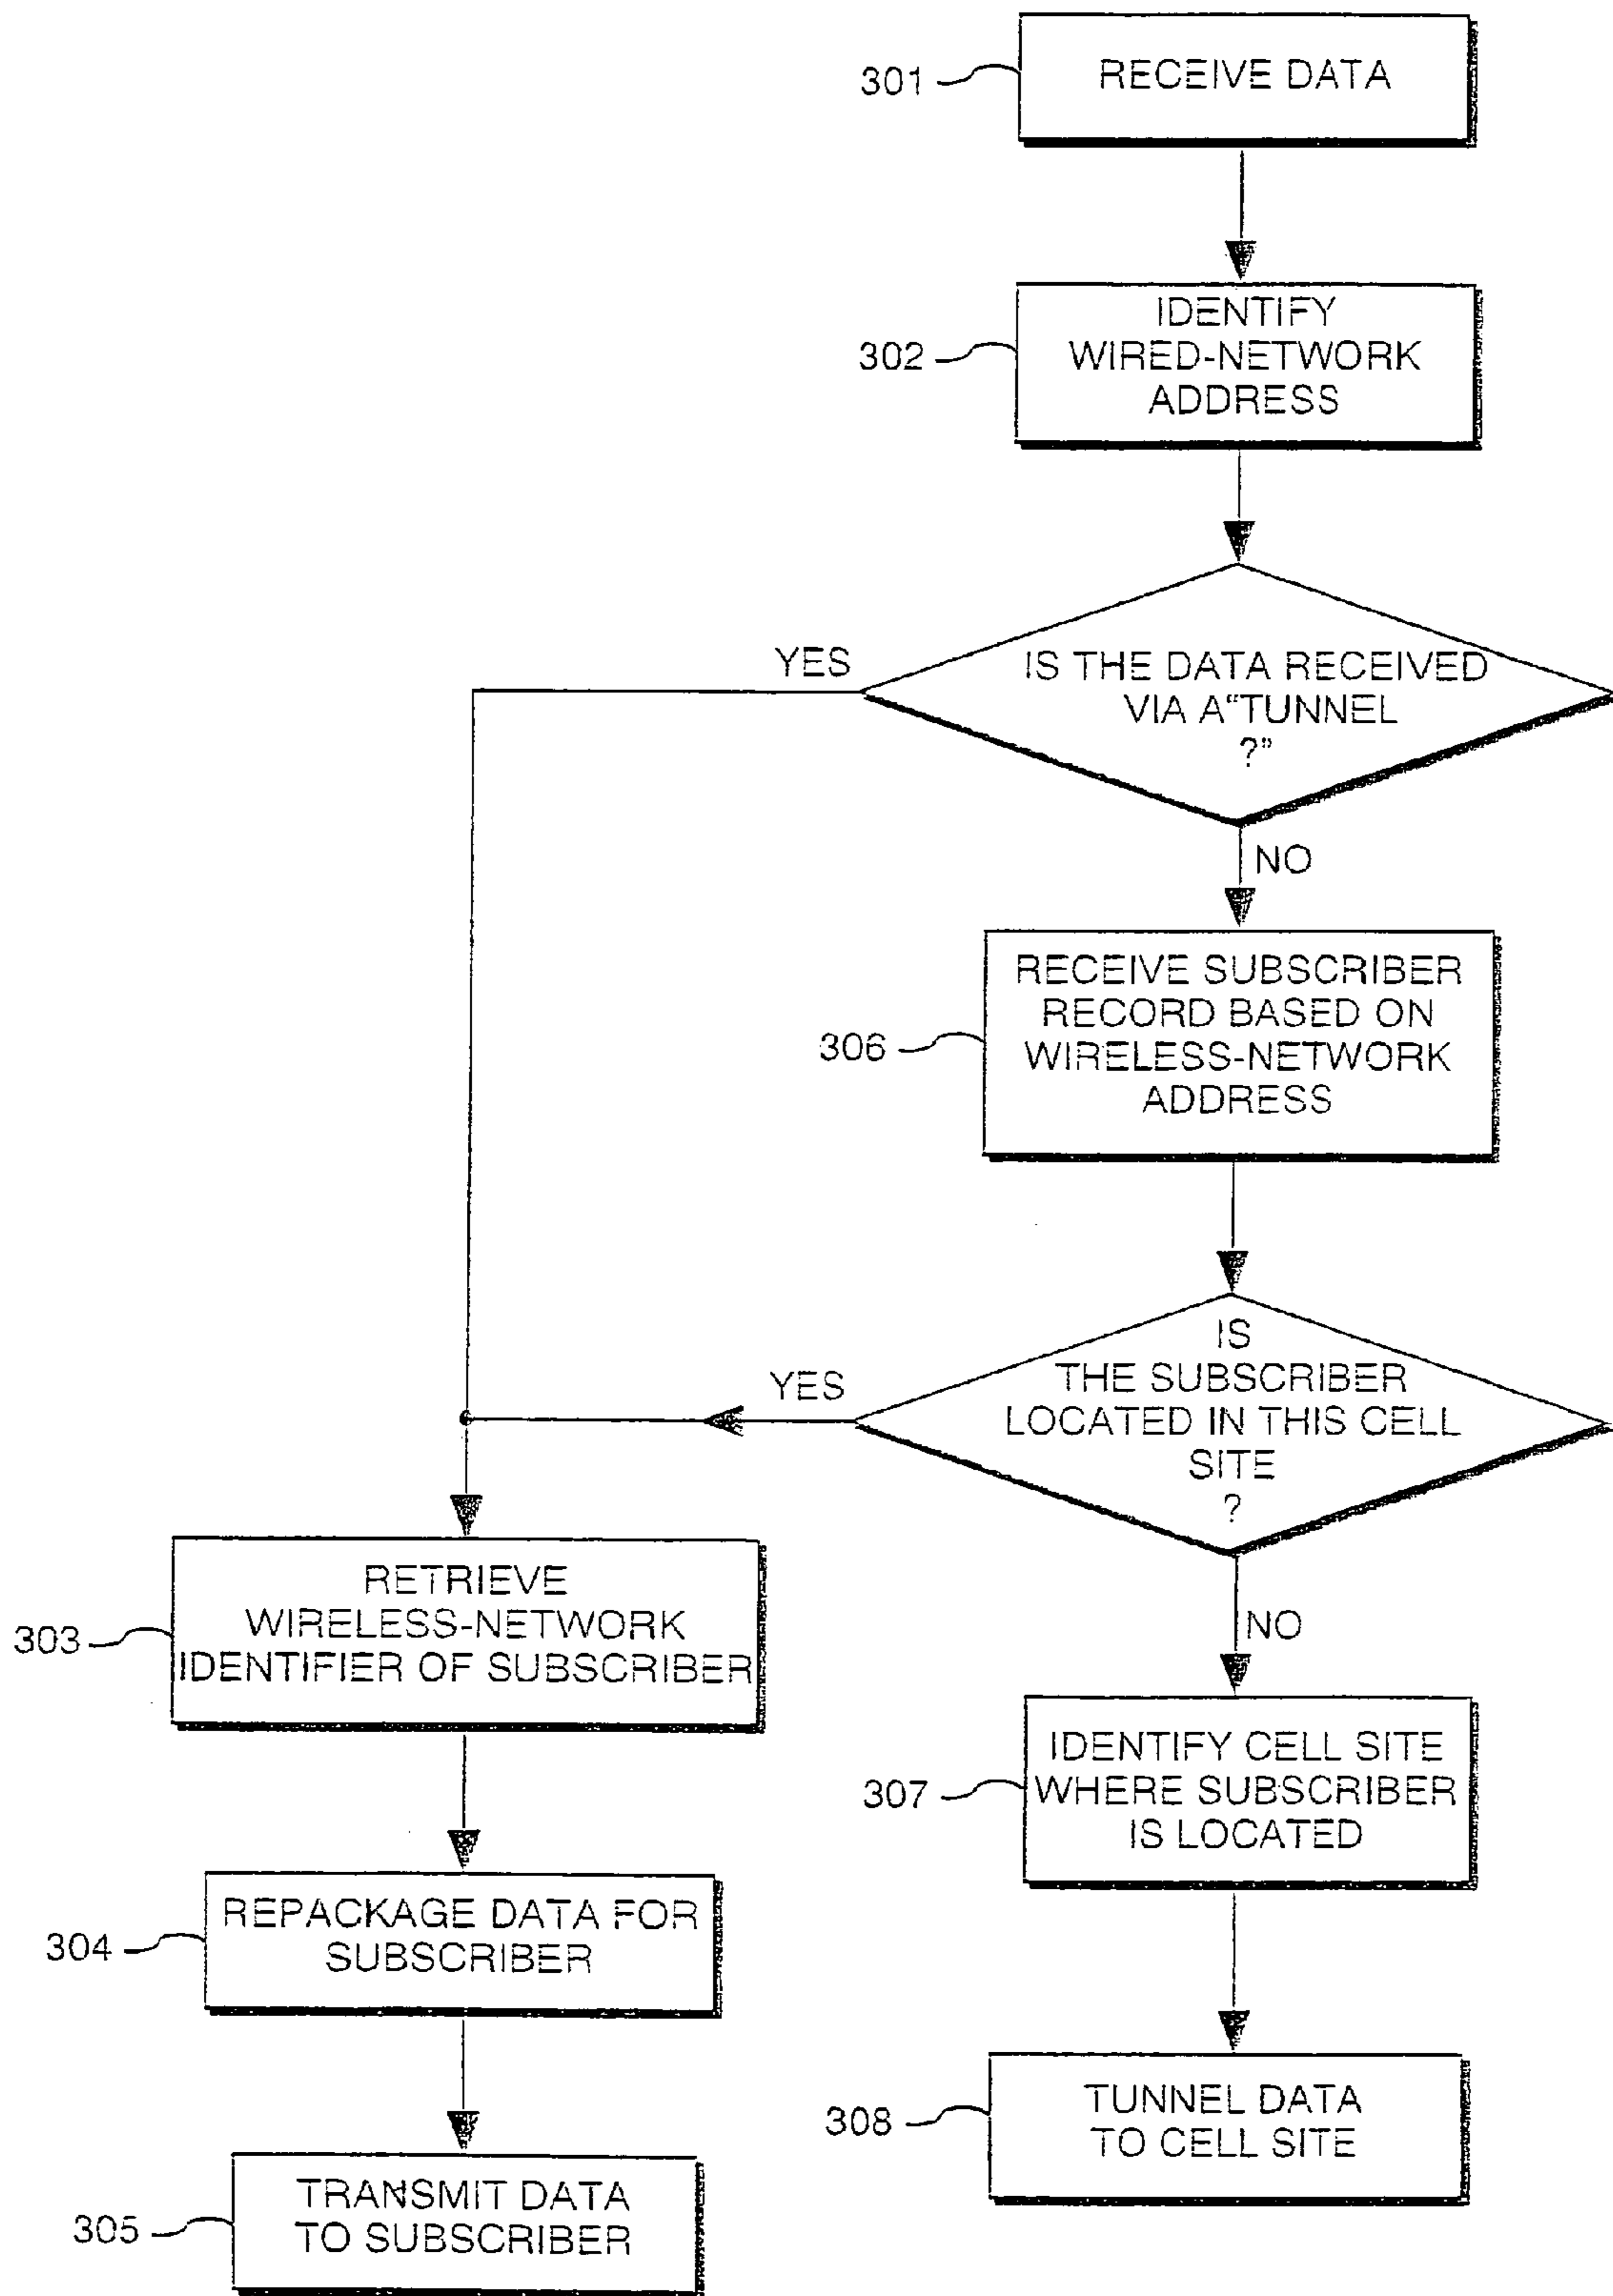 301
RECEIVE DATA
302
IDENTIFY
WIRED-NETWORK
ADDRESS
YES
IS THE DATA RECEIVED
VIA A“TUNNEL
?”
NO
306
RECEIVE SUBSCRIBER
RECORD BASED ON
WIRELESS-NETWORK
ADDRESS
YES
IS
THE SUBSCRIBER
LOCATED IN THIS CELL
SITE
?
NO
303
RETRIEVE
WIRELESS-NETWORK
IDENTIFIER OF SUBSCRIBER
307
IDENTIFY CELL SITE
WHERE SUBSCRIBER
IS LOCATED
304
REPACKAGE DATA FOR
SUBSCRIBER
308
TUNNEL DATA
TO CELL SITE
305
TRANSMIT DATA
TO SUBSCRIBER